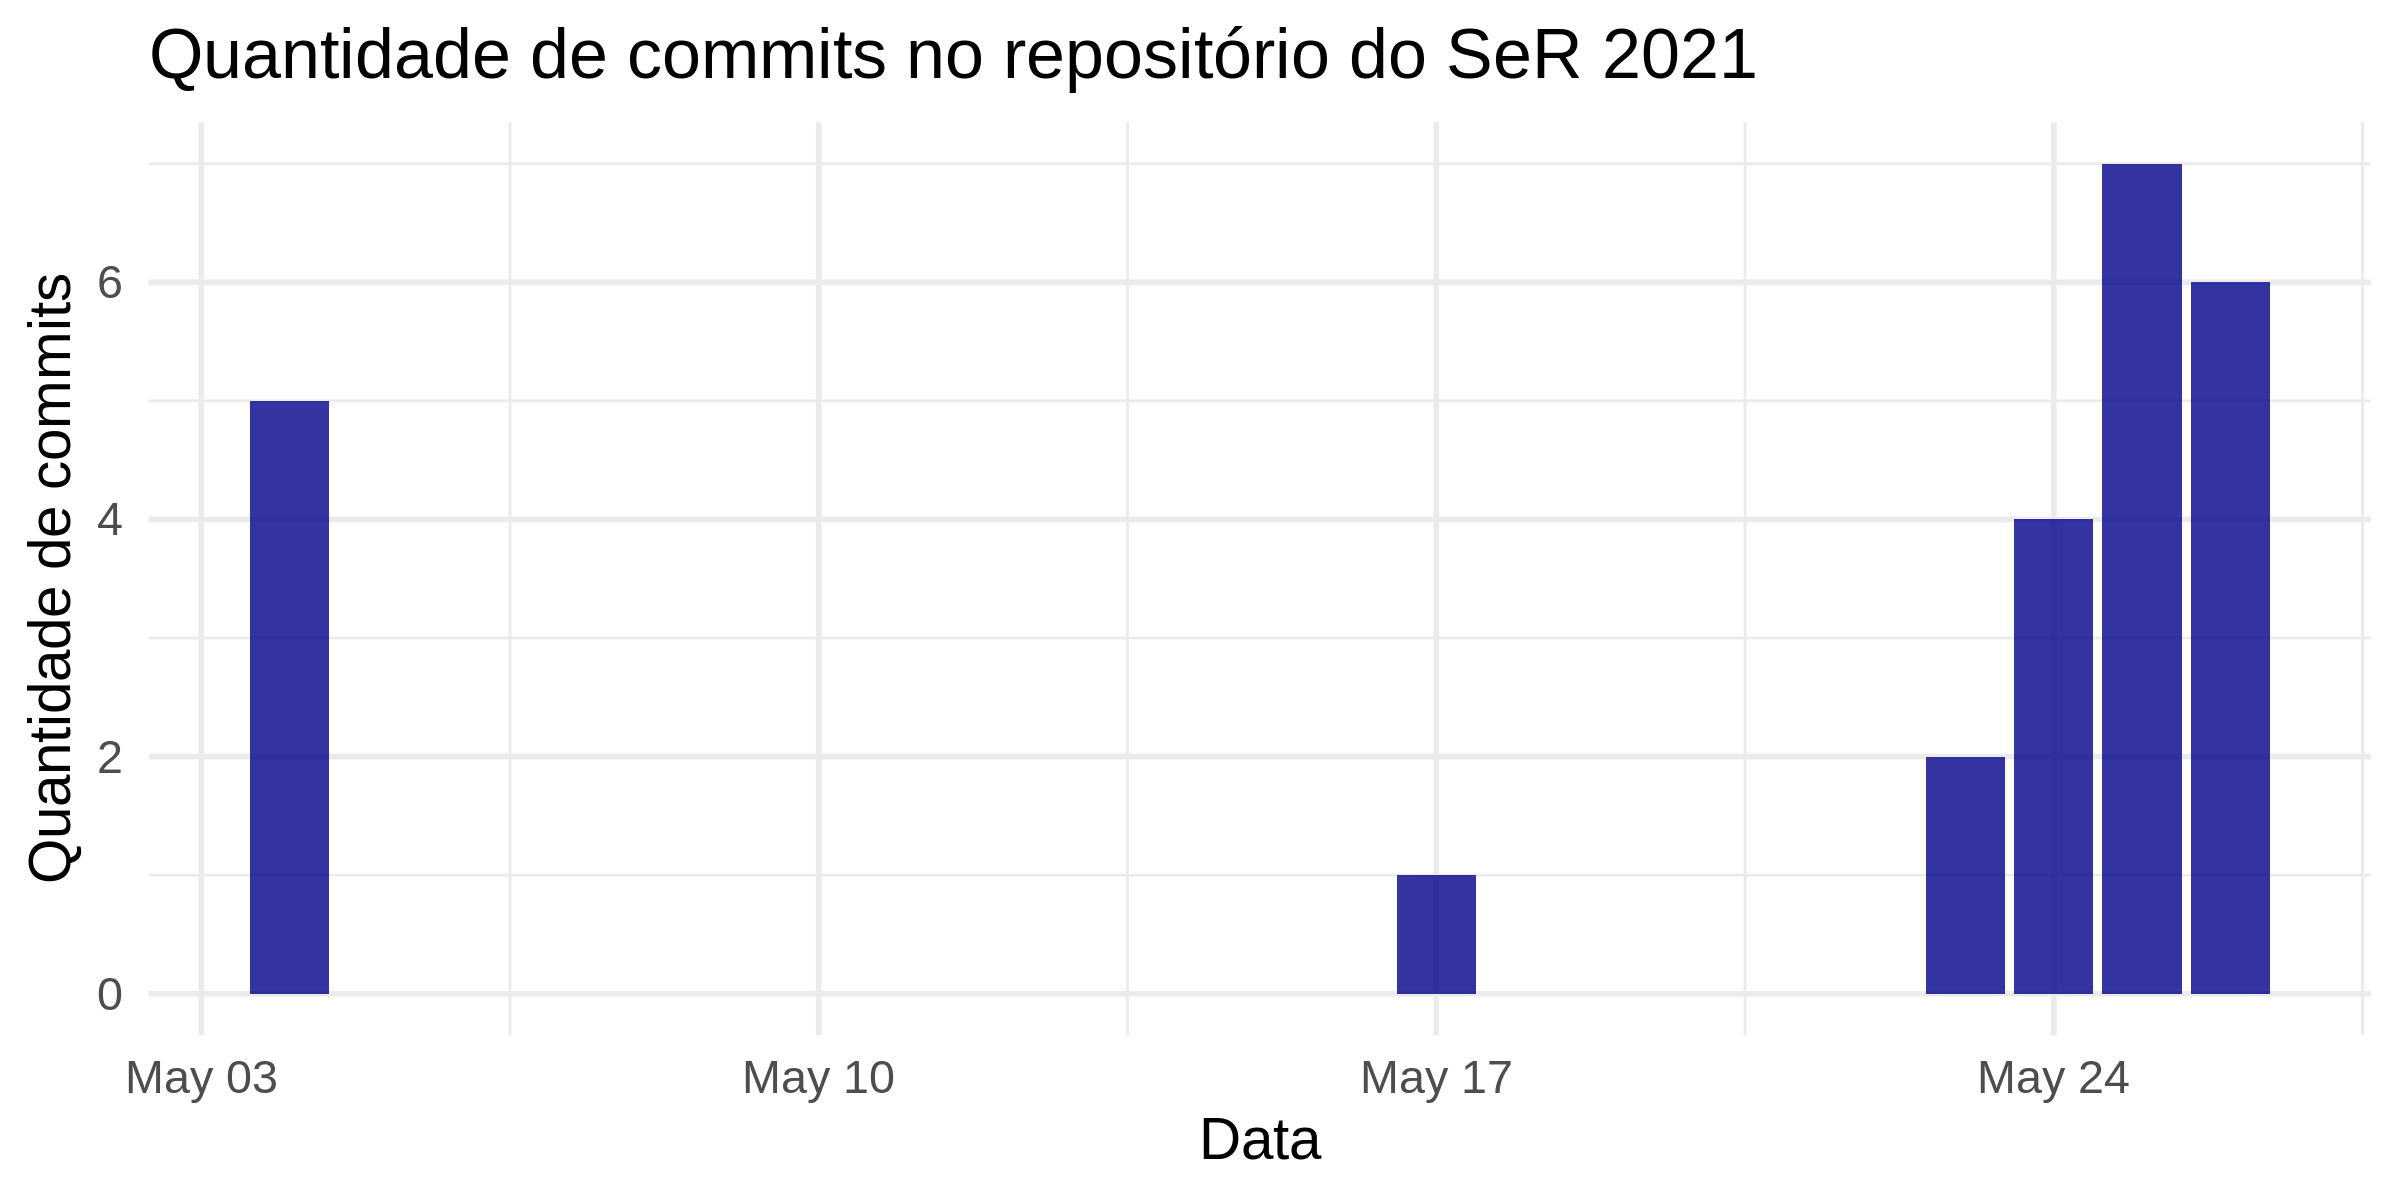 Quantidade de commits no repositório do SeR 2021
Quantidade de commits
6
4
2
0
May 03
May 10
May 17
May 24
Data